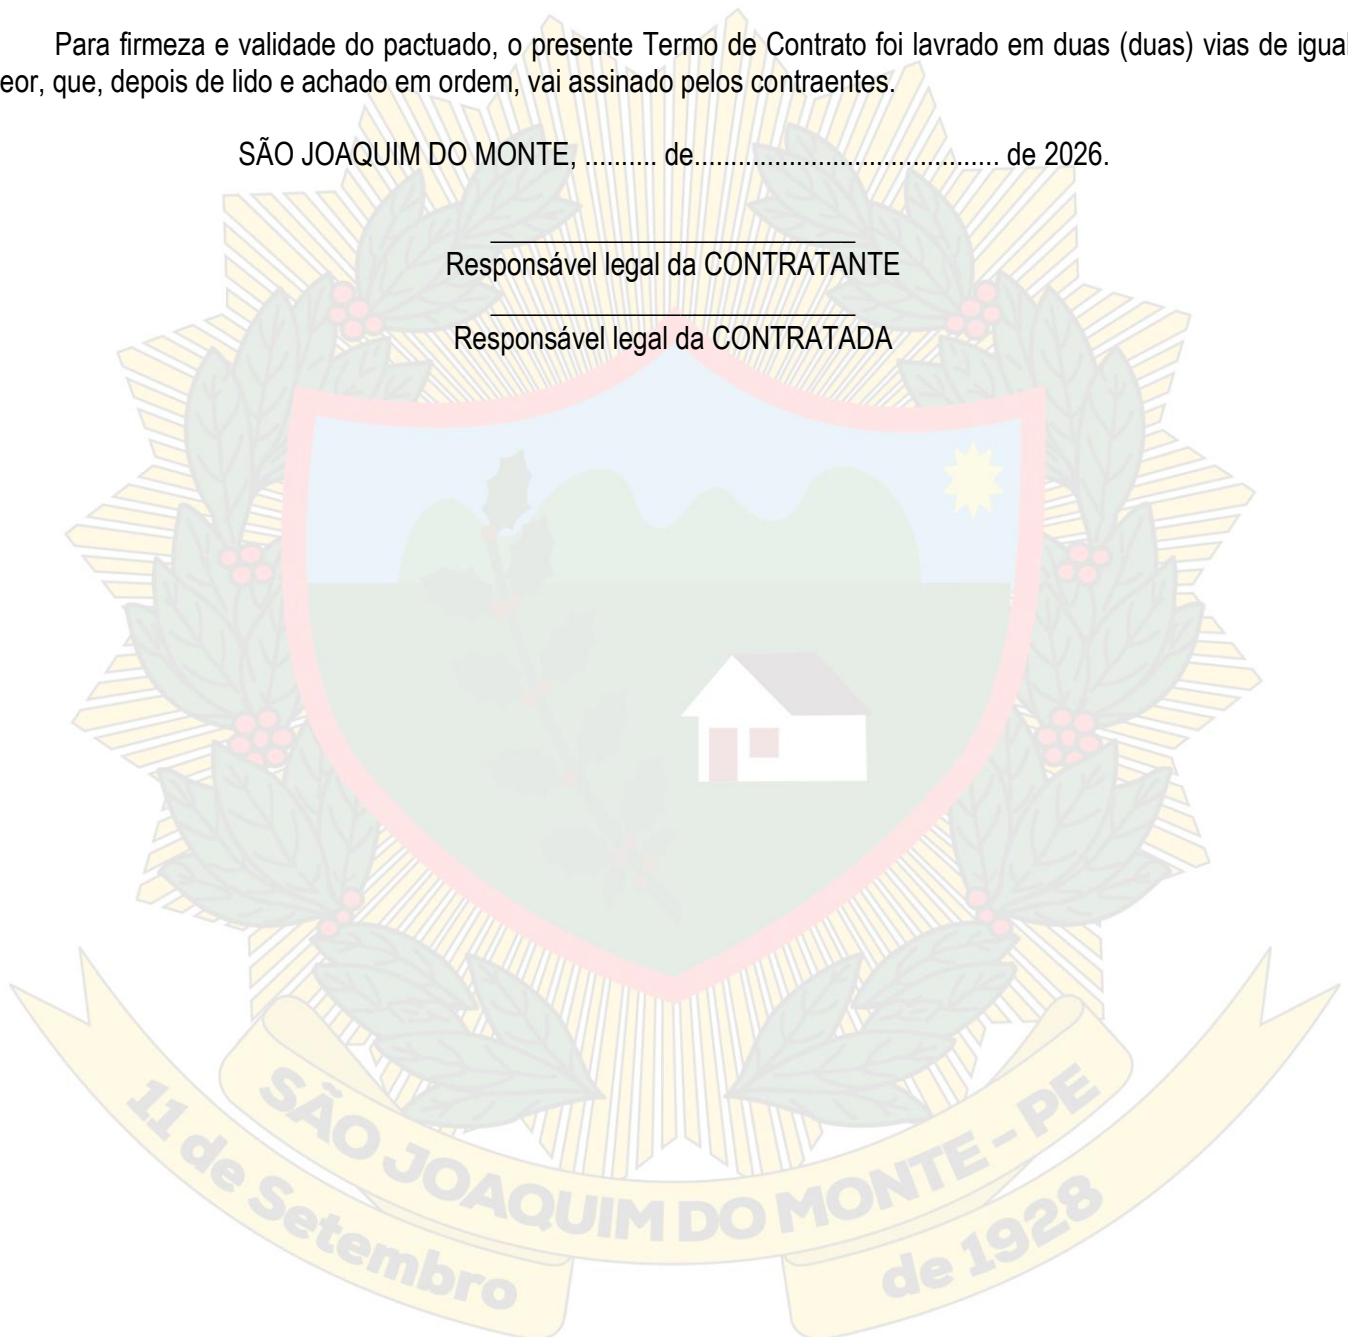 Para firmeza e validade do pactuado, o presente Termo de Contrato foi lavrado em duas (duas) vias de igual
eor, que, depois de lido e achado em ordem, vai assinado pelos contraentes.
SÃO JOAQUIM DO MONTE, .......... de.......................................... de 2026.
_________________________
Responsável legal da CONTRATANTE
_________________________
Responsável legal da CONTRATADA
SÃO JOAQUIM DO MONTE - PE
11 de Setembro
de 1928